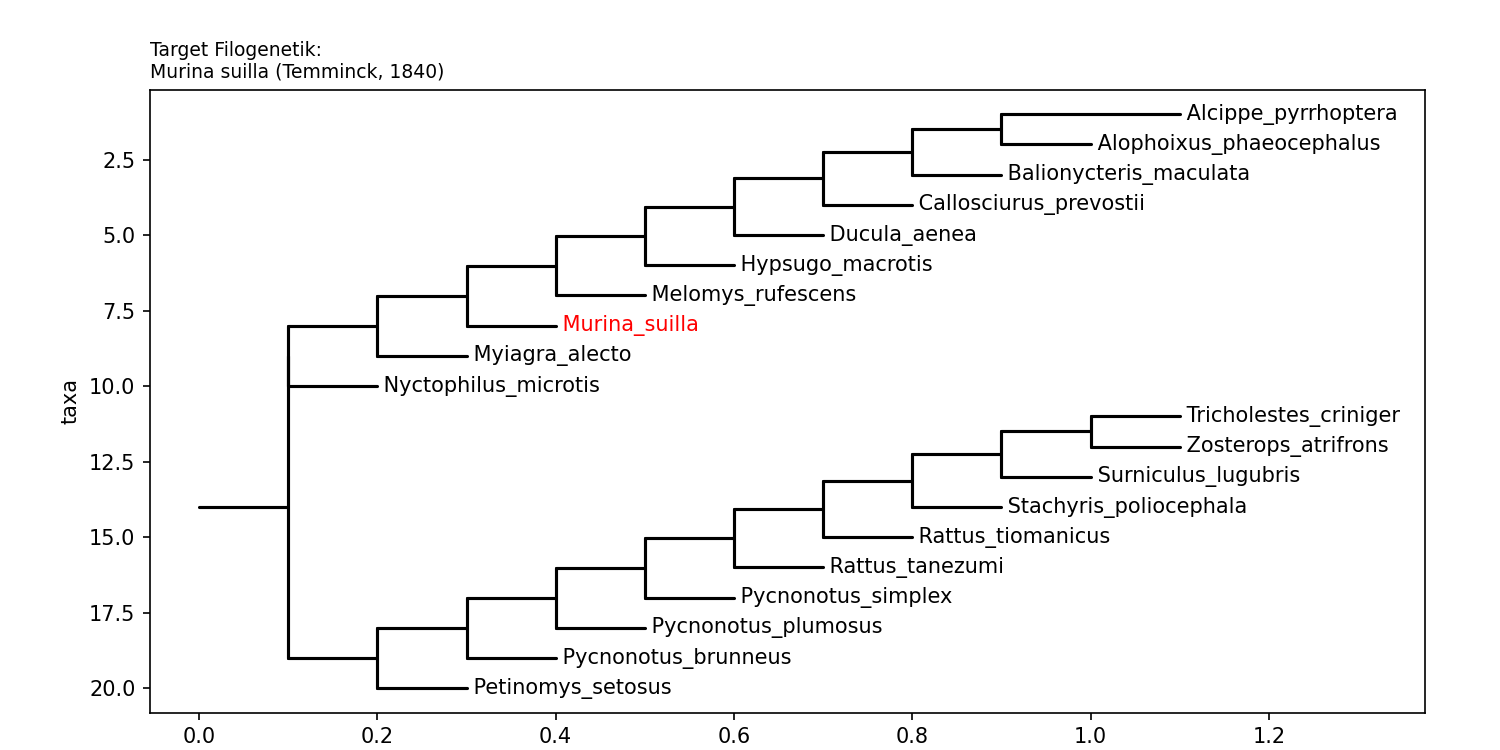 Target Filogenetik:
Murina suilla (Temminck, 1840)
Alcippe_pyrrhoptera
Alophoixus_phaeocephalus
2.5
Balionycteris_maculata
Callosciurus_prevostii
5.0
Ducula_aenea
Hypsugo_macrotis
Melomys_rufescens
7.5
Murina_suilla
Myiagra_alecto
taxa
10.0
Nyctophilus_microtis
Tricholestes_criniger
Zosterops_atrifrons
12.5
Surniculus_lugubris
Stachyris_poliocephala
15.0
Rattus_tiomanicus
Rattus_tanezumi
Pycnonotus_simplex
17.5
Pycnonotus_plumosus
Pycnonotus_brunneus
20.0
Petinomys_setosus
0.0 0.2 0.4 0.6 0.8 1.0 1.2